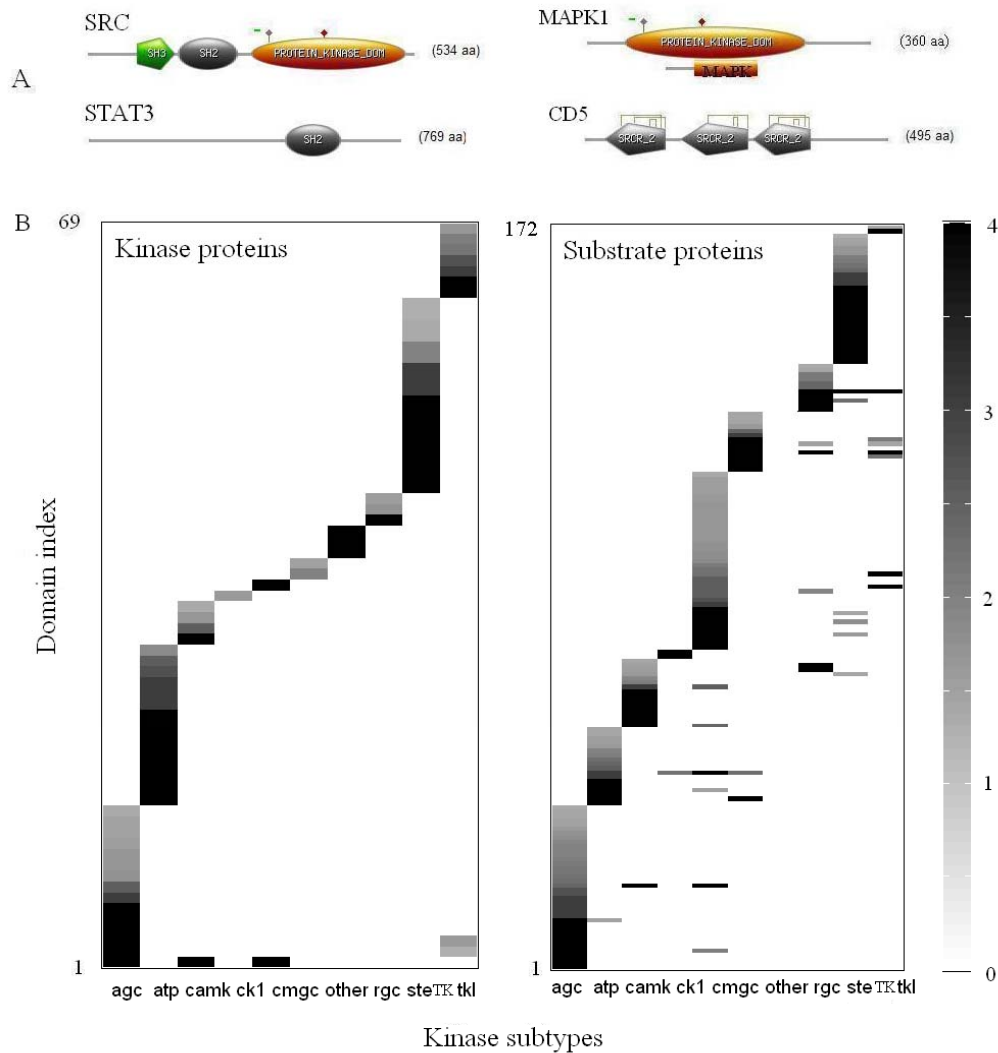 SRC
SH3 SH2 PROTEIN_KINASE_DOM (534 aa)
MAPK1
PROTEIN_KINASE_DOM (360 aa)
MAPK
A
STAT3
SH2 (769 aa)
CD5
SRCR_2 SRCR_2 SRCR_2 (495 aa)
B
69
Kinase proteins
1
Domain index
agc atp camk ck1 cmgc other rgc ste TK tkl
172
Substrate proteins
1
agc atp camk ck1 cmgc other rgc ste TK tkl
4
3
2
1
0
Kinase subtypes